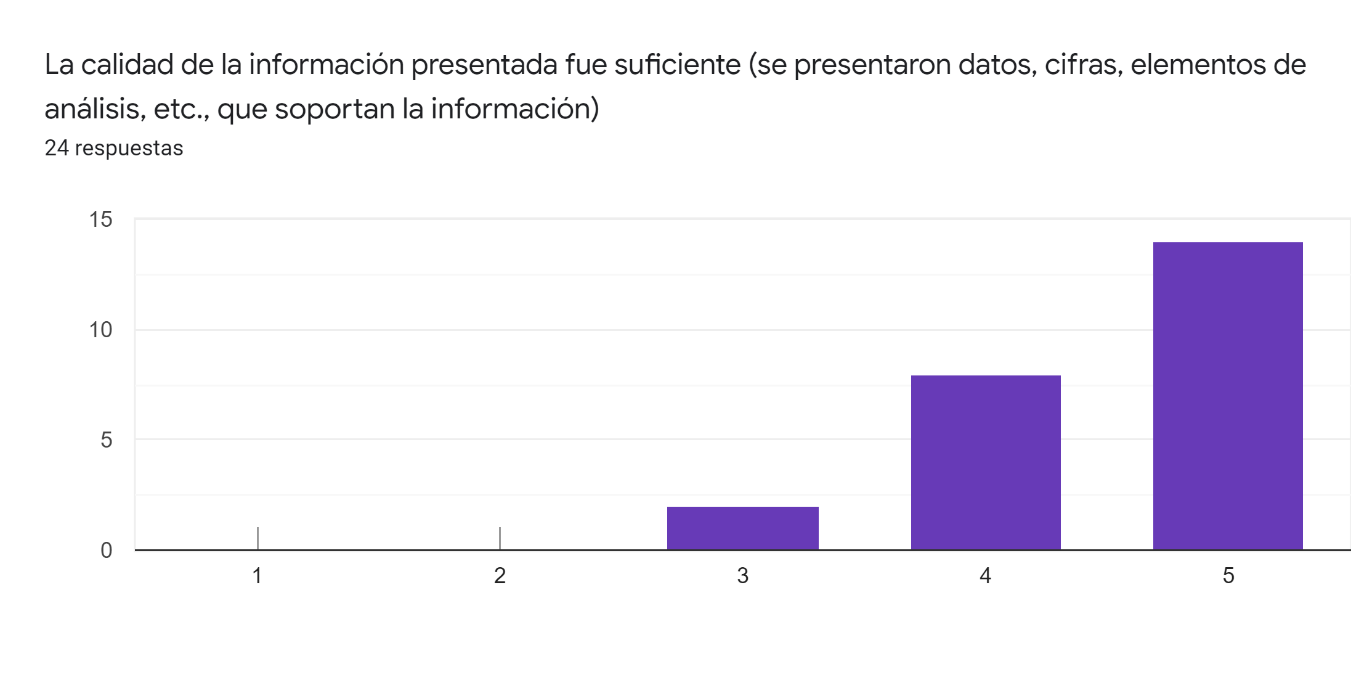 La calidad de la información presentada fue suficiente (se presentaron datos, cifras, elementos de
análisis, etc., que soportan la información)
24 respuestas
15
10
5
0
1 2 3 4 5